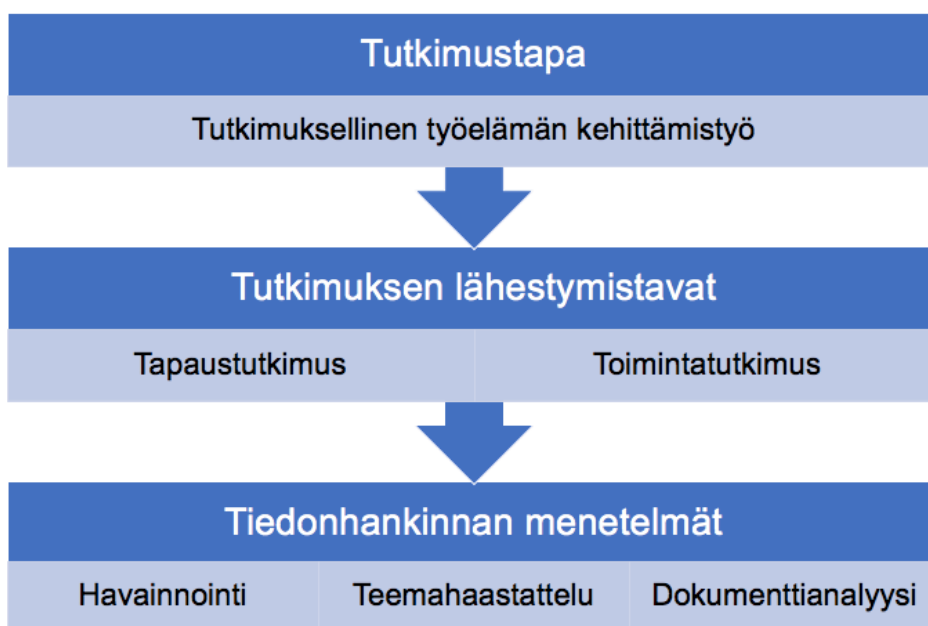 Tutkimustapa
Tutkimuksellinen työelämän kehittämistyö
Tutkimuksen lähestymistavat
Tapaustutkimus Toimintatutkimus
Tiedonhankinnan menetelmät
Havainnointi Teemahaastattelu Dokumenttianalyysi